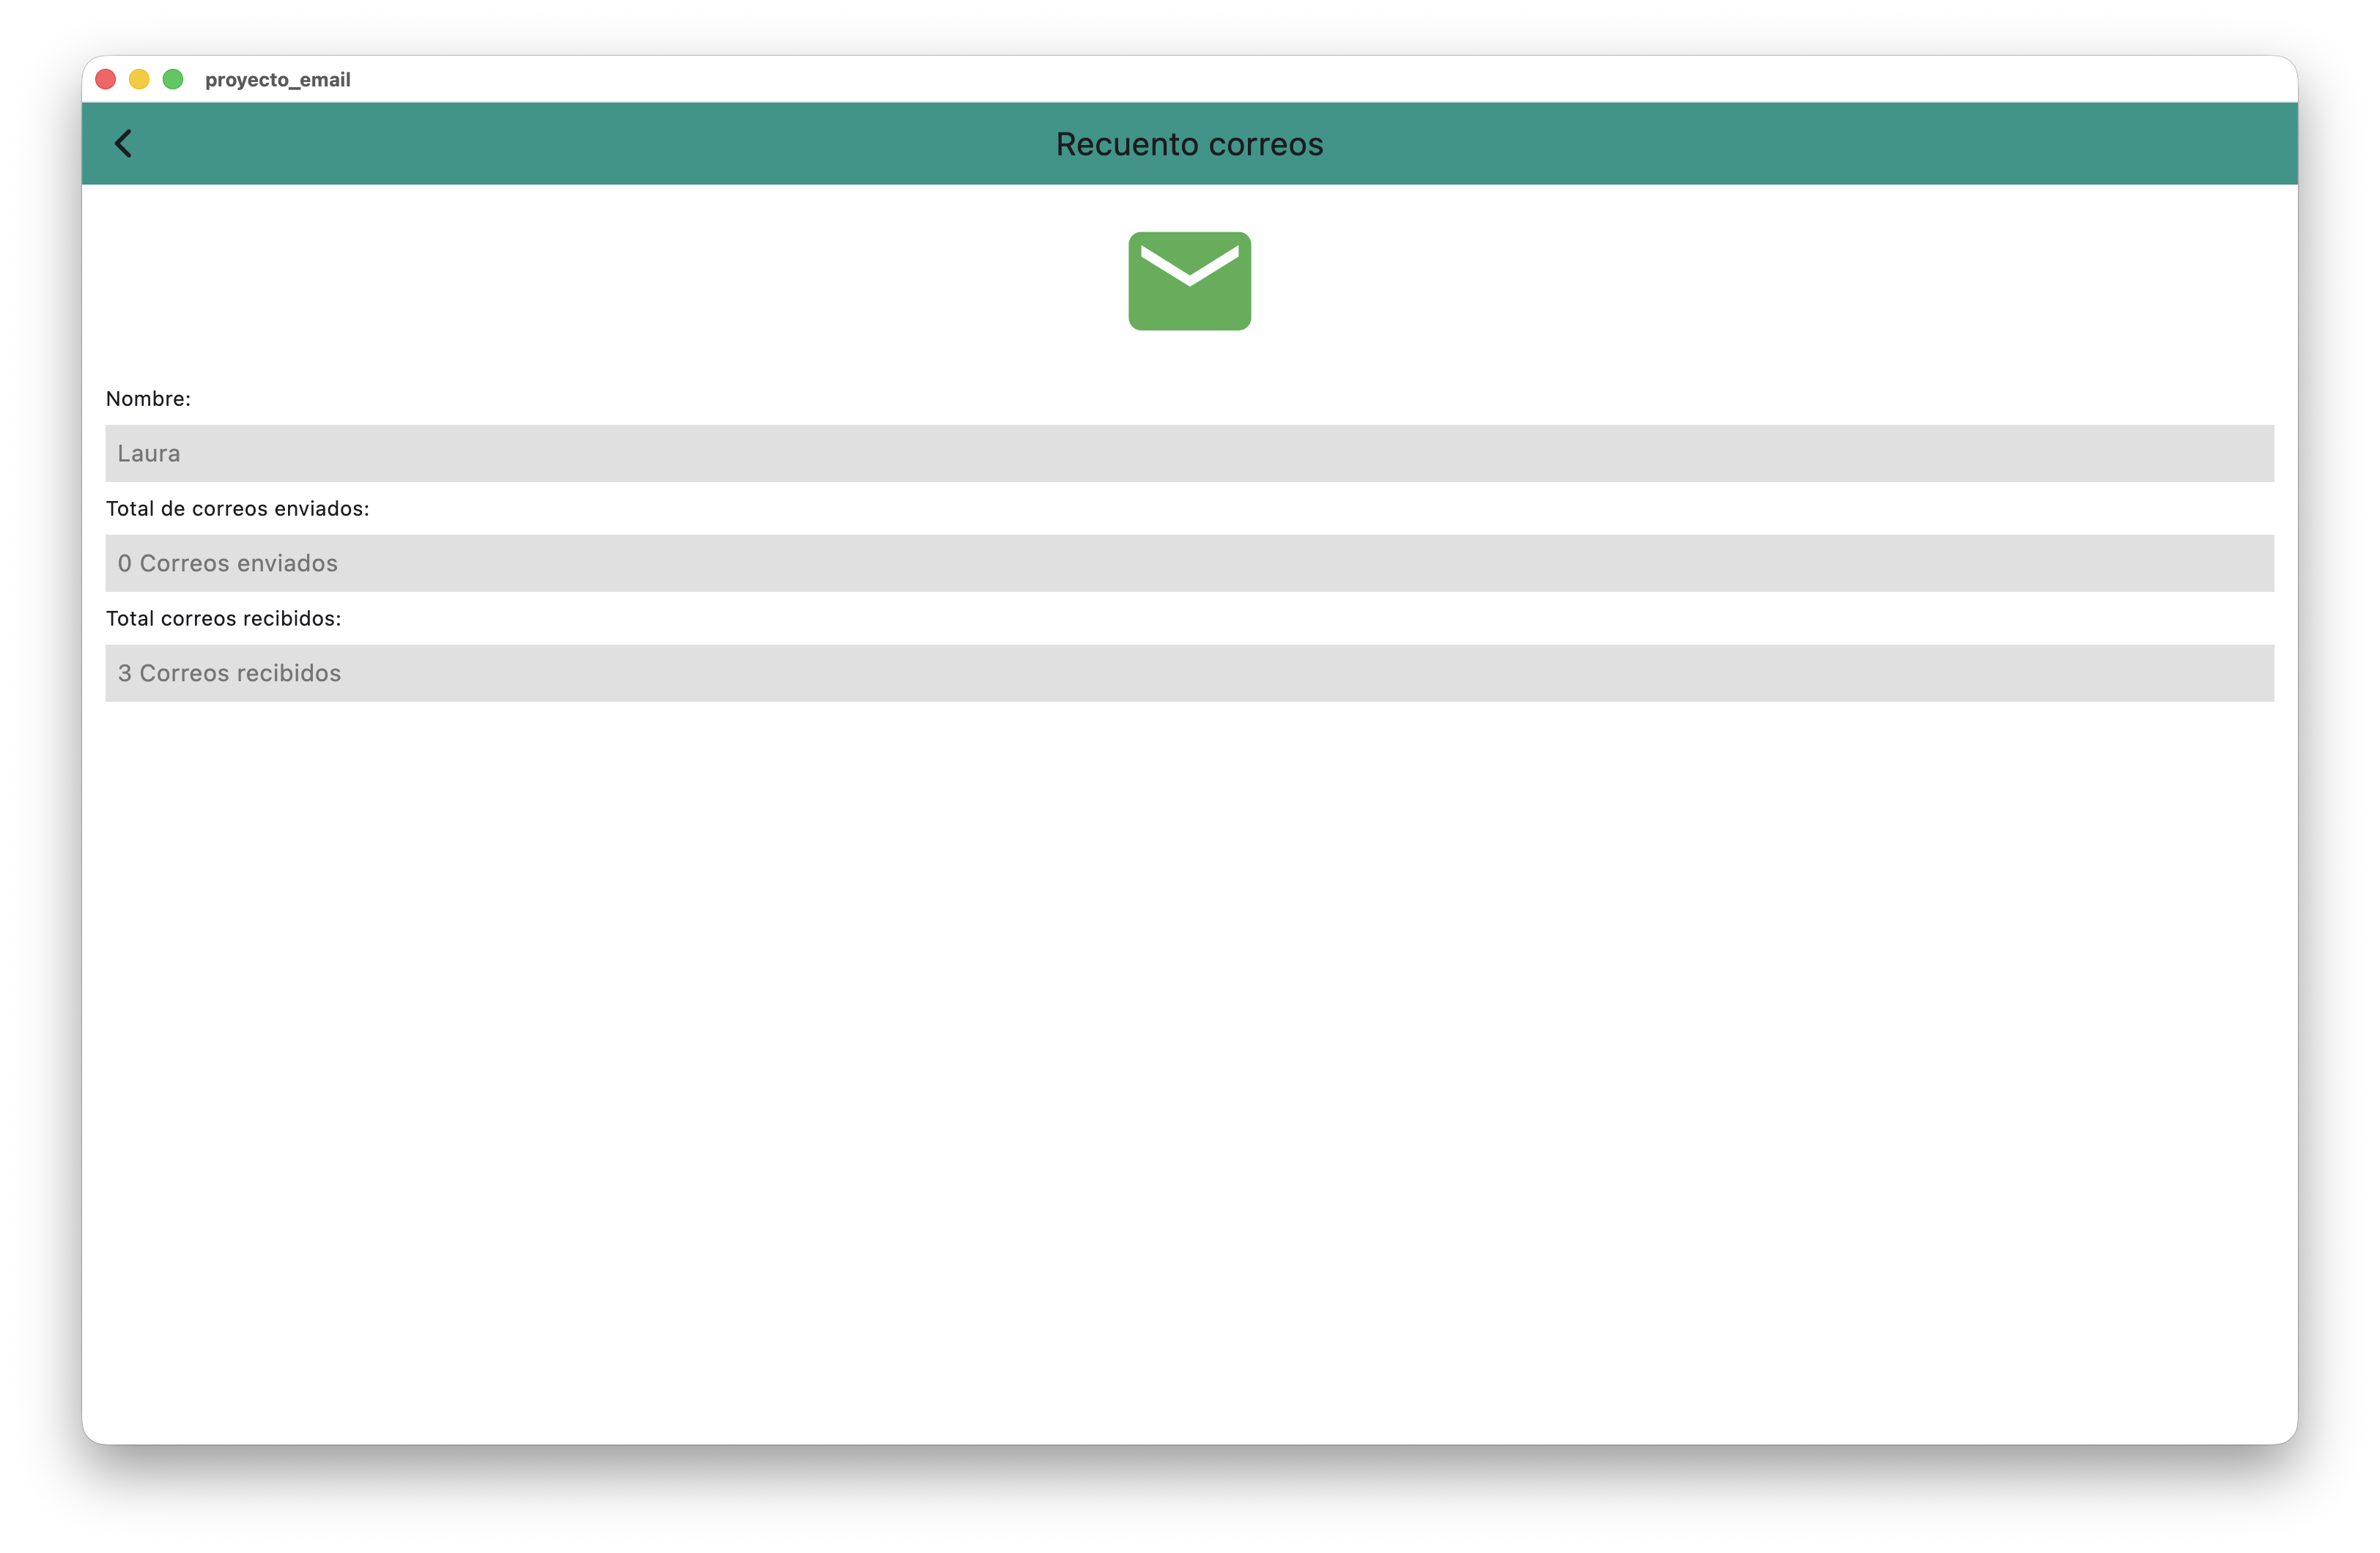 proyecto_email
Recuento correos
Nombre:
Laura
Total de correos enviados:
0 Correos enviados
Total correos recibidos:
3 Correos recibidos